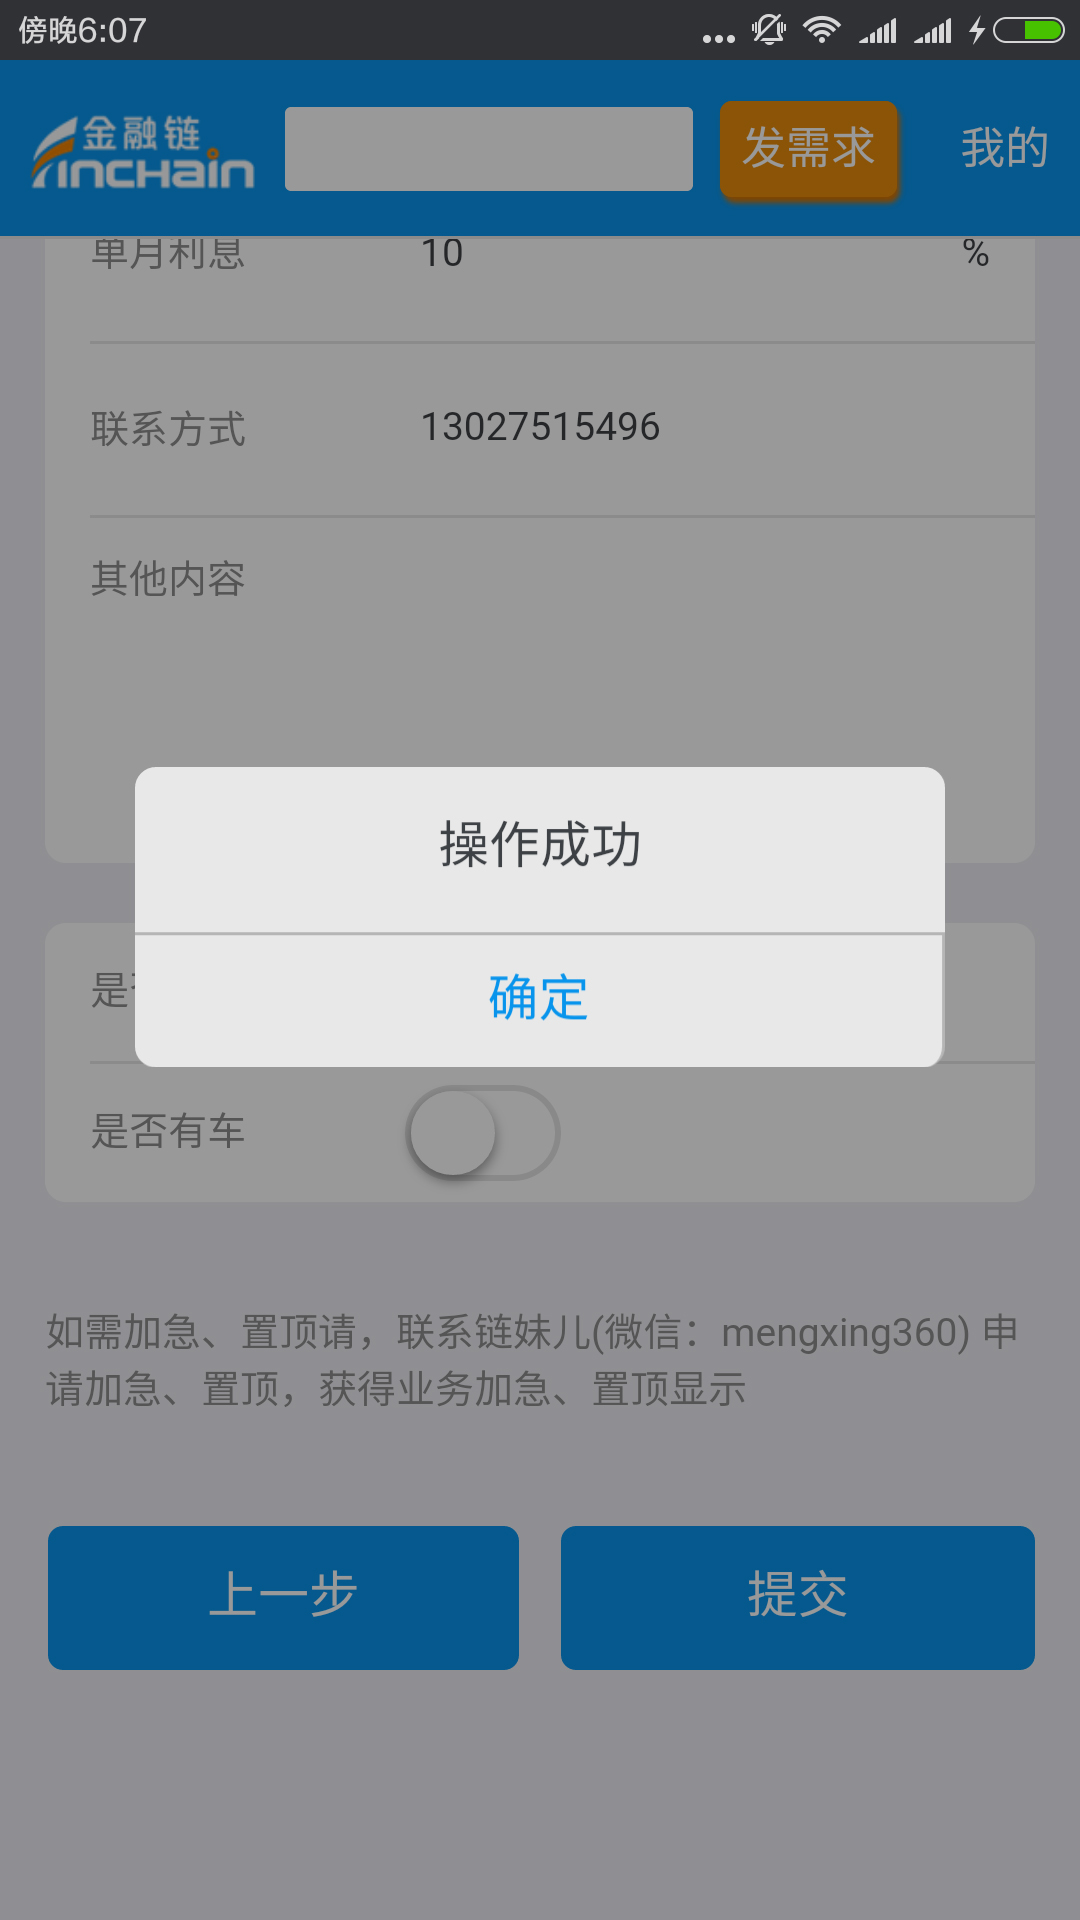 傍晚6:07
金融链
Finchain
发需求
我的
单月利息 10 %
联系方式 13027515496
其他内容
操作成功
确定
是
是否有车
如需加急、置顶请，联系链妹儿(微信：mengxing360) 申
请加急、置顶，获得业务加急、置顶显示
上一步 提交